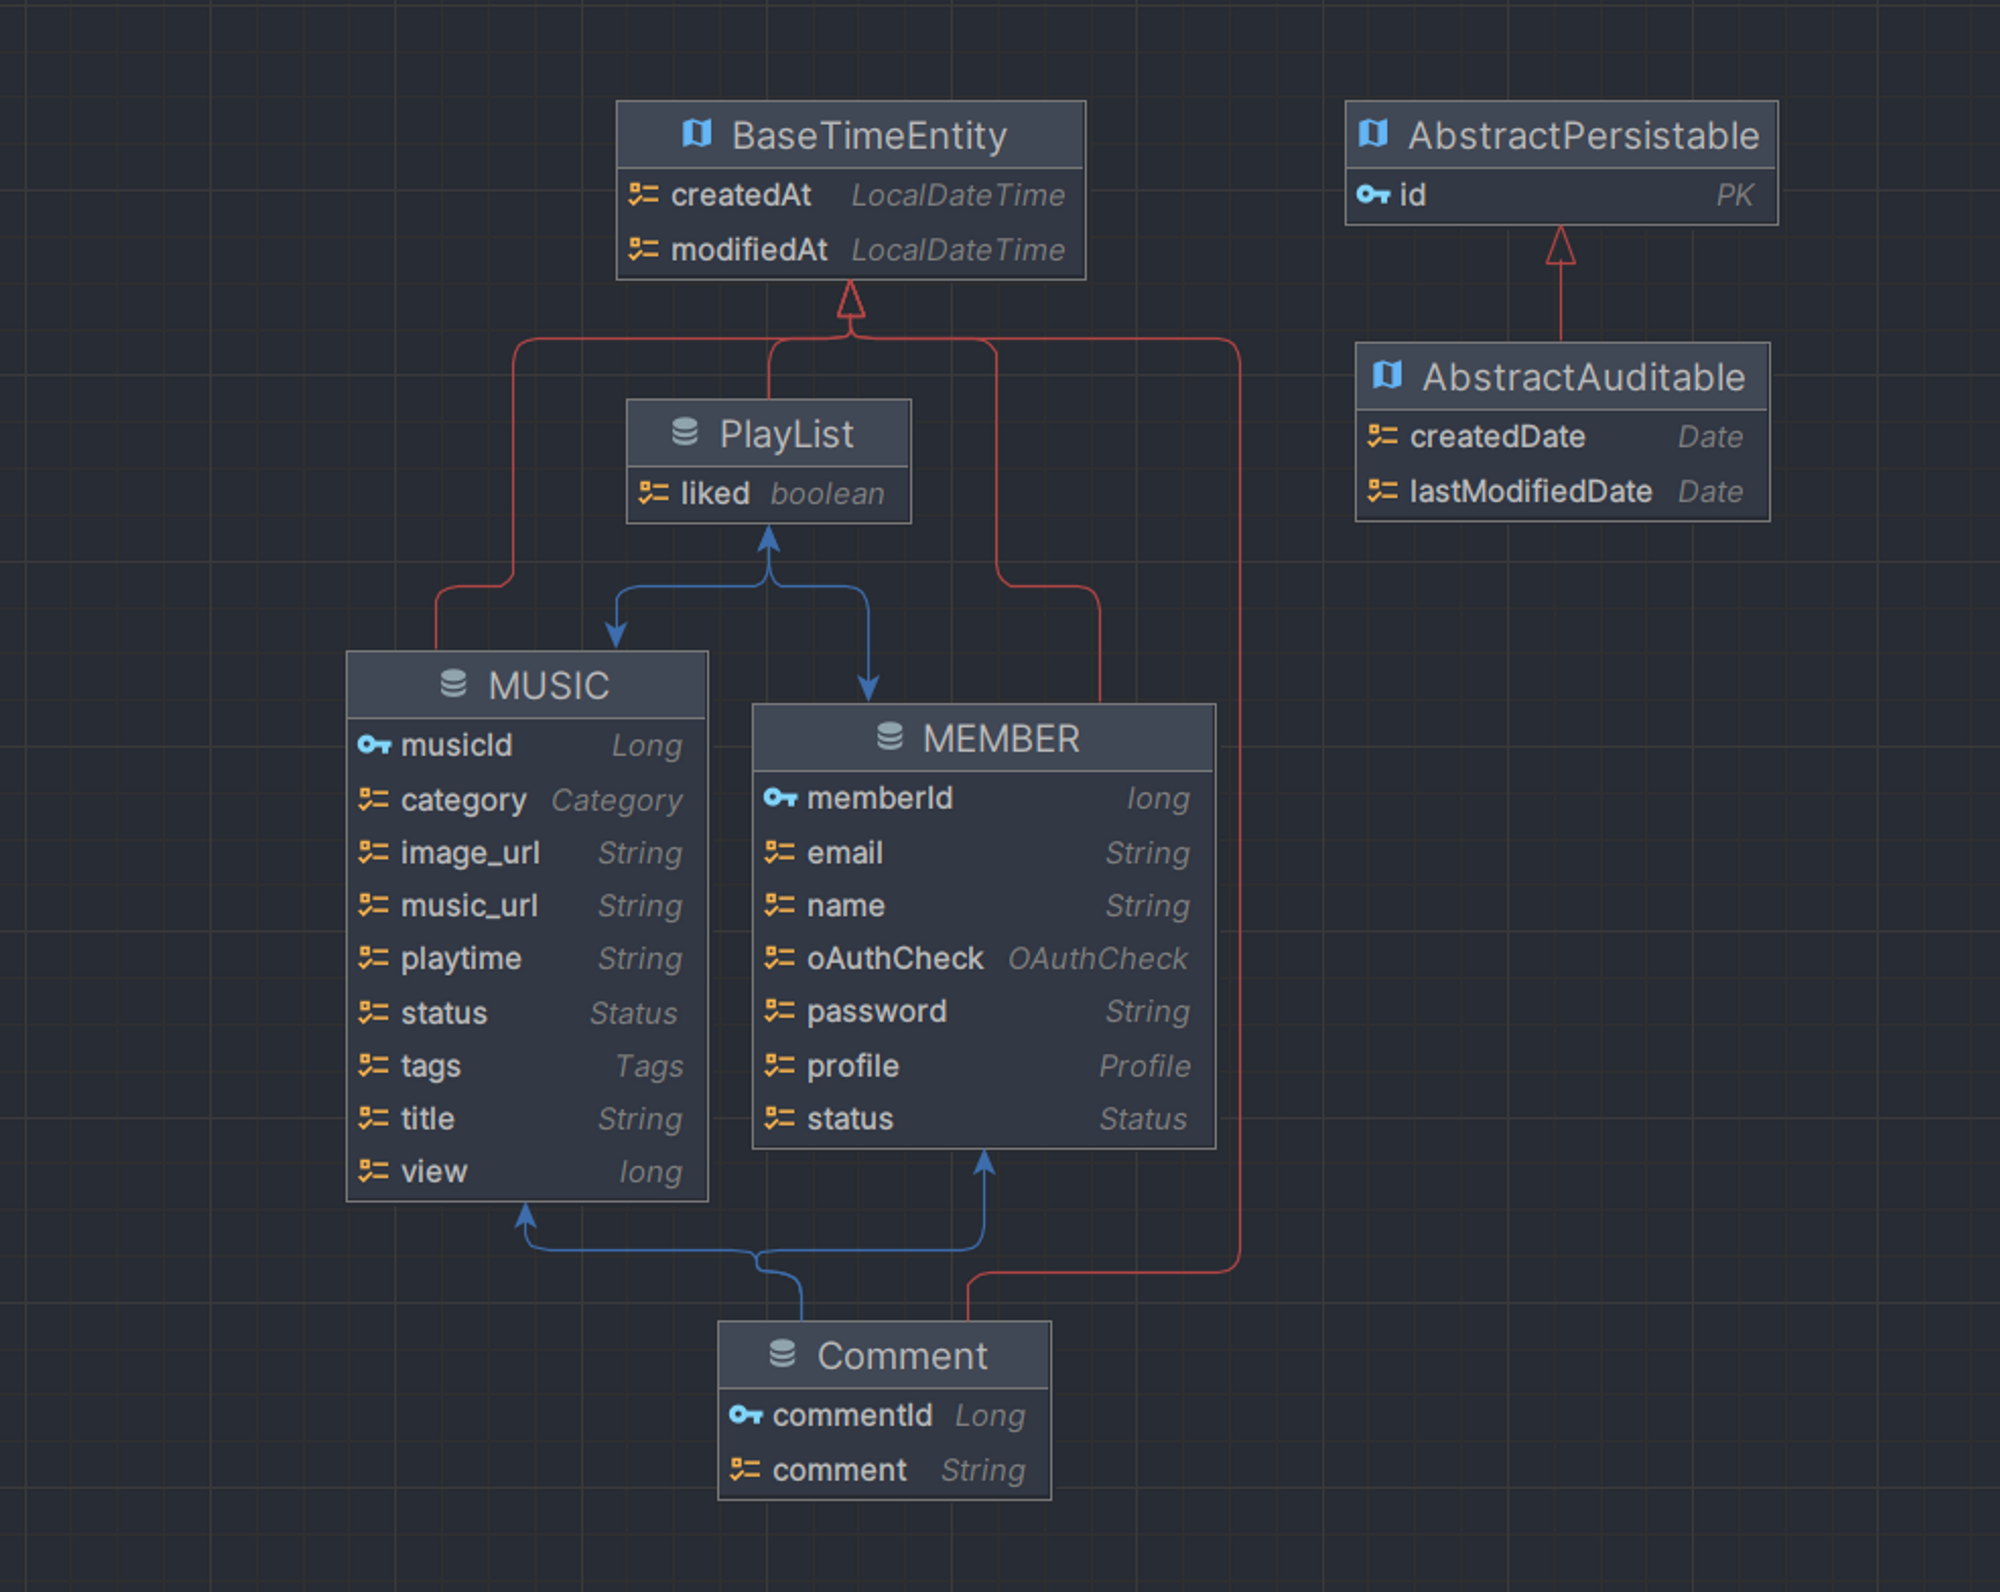 BaseTimeEntity
createdAt LocalDateTime
modifiedAt LocalDateTime
AbstractPersistable
id PK
AbstractAuditable
createdDate Date
lastModifiedDate Date
PlayList
liked boolean
MUSIC
musicId Long
category Category
image_url String
music_url String
playtime String
status Status
tags Tags
title String
view long
MEMBER
memberId long
email String
name String
oAuthCheck OAuthCheck
password String
profile Profile
status Status
Comment
commentId Long
comment String